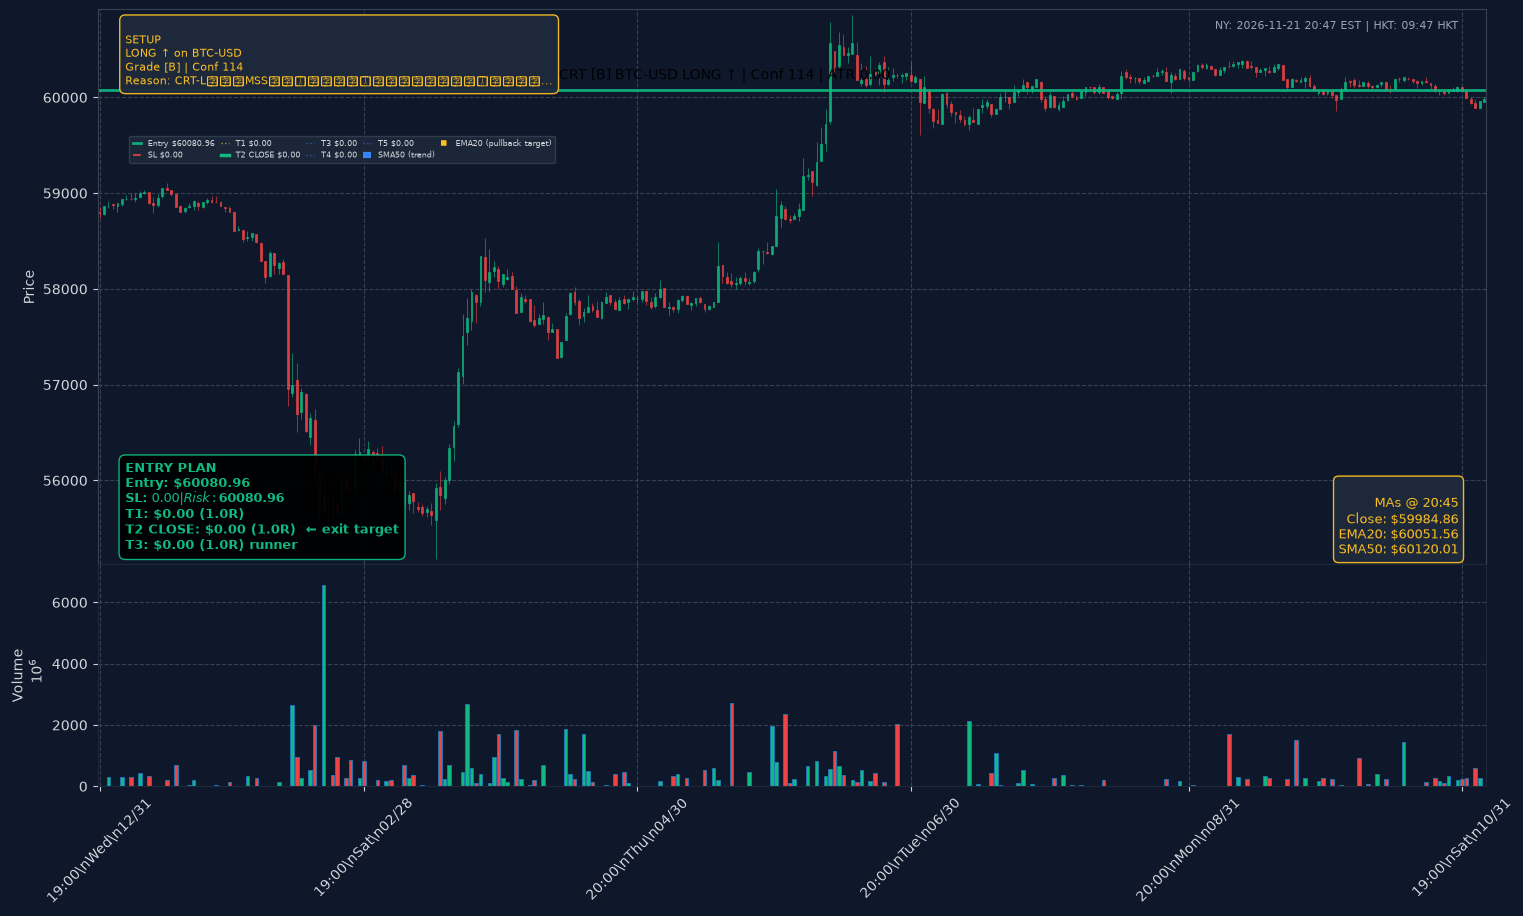 NY: 2026-11-21 20:47 EST | HKT: 09:47 HKT
SETUP
LONG ↑ on BTC-USD
Grade [B] | Conf 114
Reason: CRT-L MSS T T T ...
CRT [B] BTC-USD LONG ↑ | Conf 114 | ATR
Entry $60080.96 T1 $0.00 T3 $0.00 T5 $0.00 EMA20 (pullback target)
SL $0.00 T2 CLOSE $0.00 T4 $0.00 SMA50 (trend)
Price
60000
59000
58000
57000
56000
ENTRY PLAN
Entry: $60080.96
SL: 0.00|Risk:60080.96
T1: $0.00 (1.0R)
T2 CLOSE: $0.00 (1.0R) ← exit target
T3: $0.00 (1.0R) runner
MAs @ 20:45
Close: $59984.86
EMA20: $60051.56
SMA50: $60120.01
Volume
10⁶
6000
4000
2000
0
19:00\nWed\n12/31
19:00\nSat\n02/28
20:00\nThu\n04/30
20:00\nTue\n06/30
20:00\nMon\n08/31
19:00\nSat\n10/31